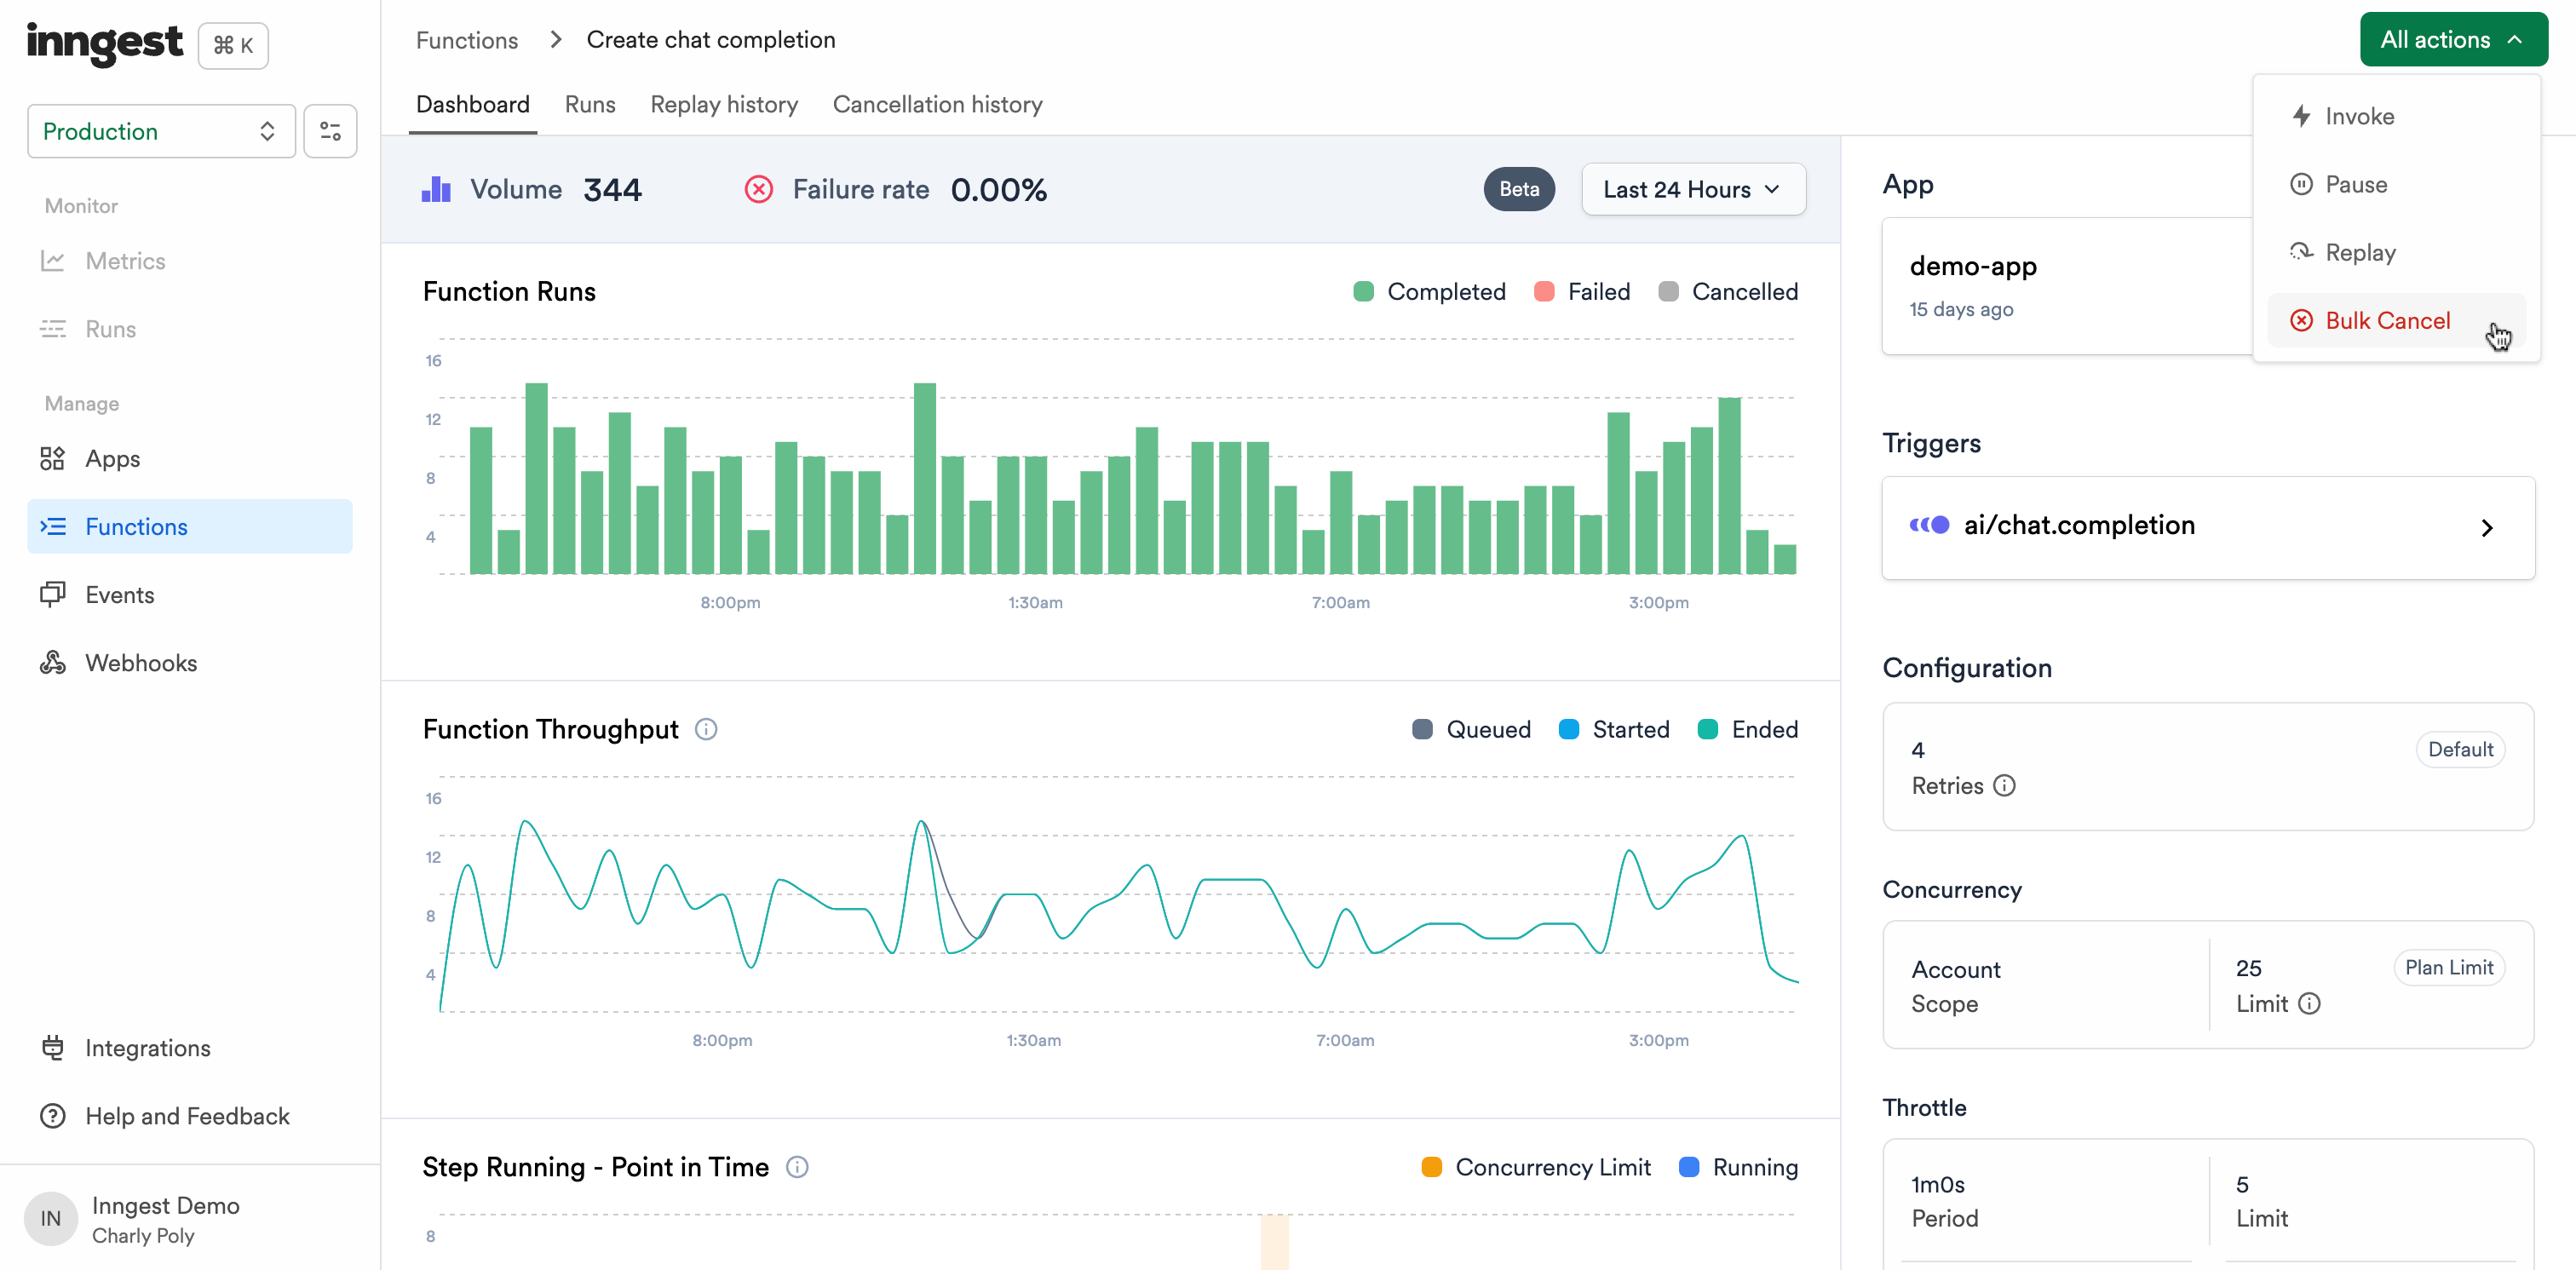 inngest
⌘ K
Production
Monitor
Metrics
Runs
Manage
Apps
Functions
Events
Webhooks
Integrations
Help and Feedback
IN
Inngest Demo
Charly Poly
Functions
Create chat completion
Dashboard
Runs
Replay history
Cancellation history
All actions
Invoke
Pause
Replay
Bulk Cancel
Volume 344
Failure rate 0.00%
Beta
Last 24 Hours
Function Runs
Completed
Failed
Cancelled
16
12
8
4
8:00pm
1:30am
7:00am
3:00pm
Function Throughput
Queued
Started
Ended
16
12
8
4
8:00pm
1:30am
7:00am
3:00pm
Step Running - Point in Time
Concurrency Limit
Running
8
App
demo-app
15 days ago
Triggers
ai/chat.completion
Configuration
4
Retries
Default
Concurrency
Account
Scope
25
Limit
Plan Limit
Throttle
1m0s
Period
5
Limit